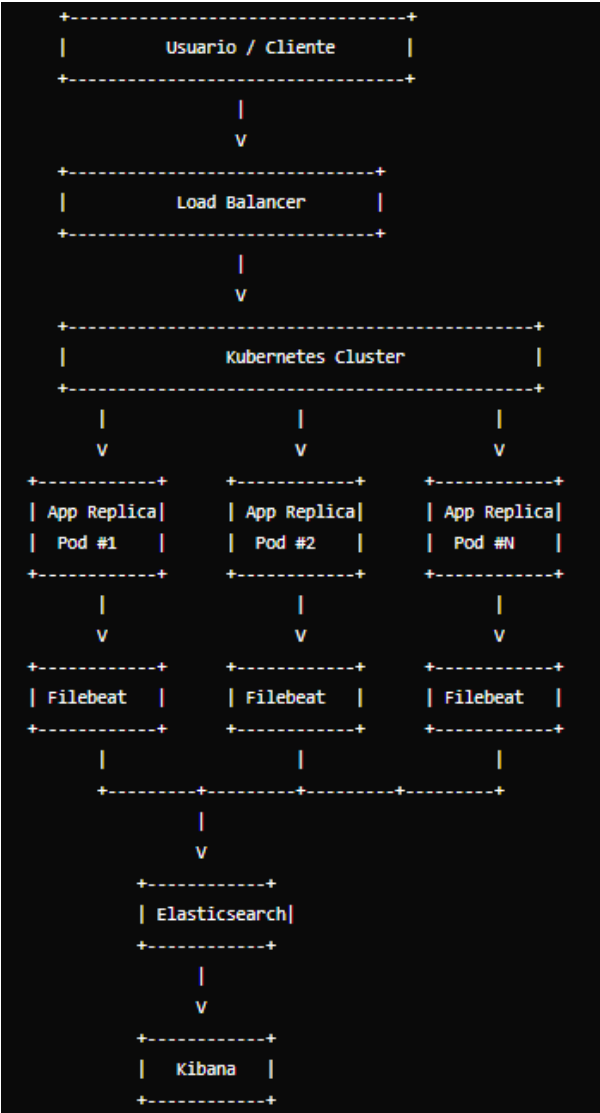 +----------------------------------+
|          Usuario / Cliente       |
+----------------------------------+
|
v
+-------------------------------+
|           Load Balancer       |
+-------------------------------+
|
v
+-----------------------------------------------+
|                Kubernetes Cluster             |
+-----------------------------------------------+
|                   |                   |
v                   v                   v
+------------+      +------------+      +------------+
| App Replica|      | App Replica|      | App Replica|
|  Pod #1    |      |  Pod #2    |      |  Pod #N    |
+------------+      +------------+      +------------+
|                   |                   |
v                   v                   v
+------------+      +------------+      +------------+
| Filebeat   |      | Filebeat   |      | Filebeat   |
+------------+      +------------+      +------------+
|                   |                   |
+---------+---------+---------+---------+
|
v
+------------+
| Elasticsearch|
+------------+
|
v
+------------+
|   Kibana   |
+------------+